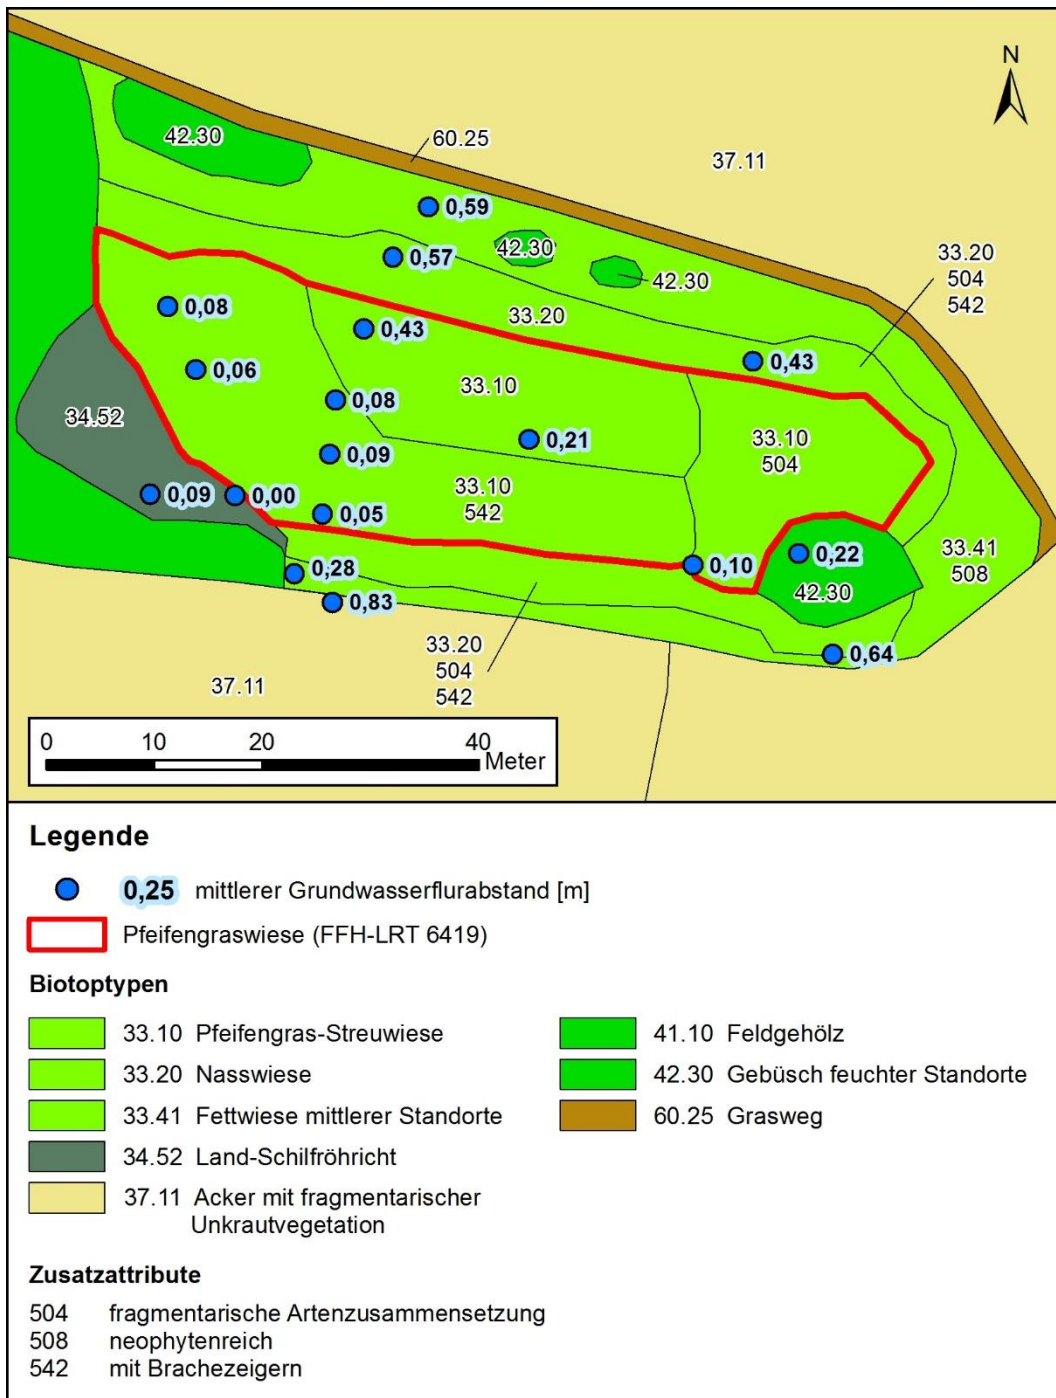 N
42.30
60.25
37.11
0,59
42.30
0,57
42.30
33.20
504
542
0,08
33.20
0,43
0,43
0,06
33.10
0,08
34.52
33.10
504
0,21
0,09
33.10
542
0,09
0,00
0,05
0,10
0,22
33.41
508
0,28
42.30
0,83
33.20
504
542
0,64
37.11
0 10 20 40
Meter
Legende
0,25 mittlerer Grundwasserflurabstand [m]
Pfeifengraswiese (FFH-LRT 6419)
Biotoptypen
33.10 Pfeifengras-Streuwiese
33.20 Nasswiese
33.41 Fettwiese mittlerer Standorte
34.52 Land-Schilfröhricht
37.11 Acker mit fragmentarischer
Unkrautvegetation
41.10 Feldgehölz
42.30 Gebüsch feuchter Standorte
60.25 Grasweg
Zusatzattribute
504 fragmentarische Artenzusammensetzung
508 neophytenreich
542 mit Brachezeigern